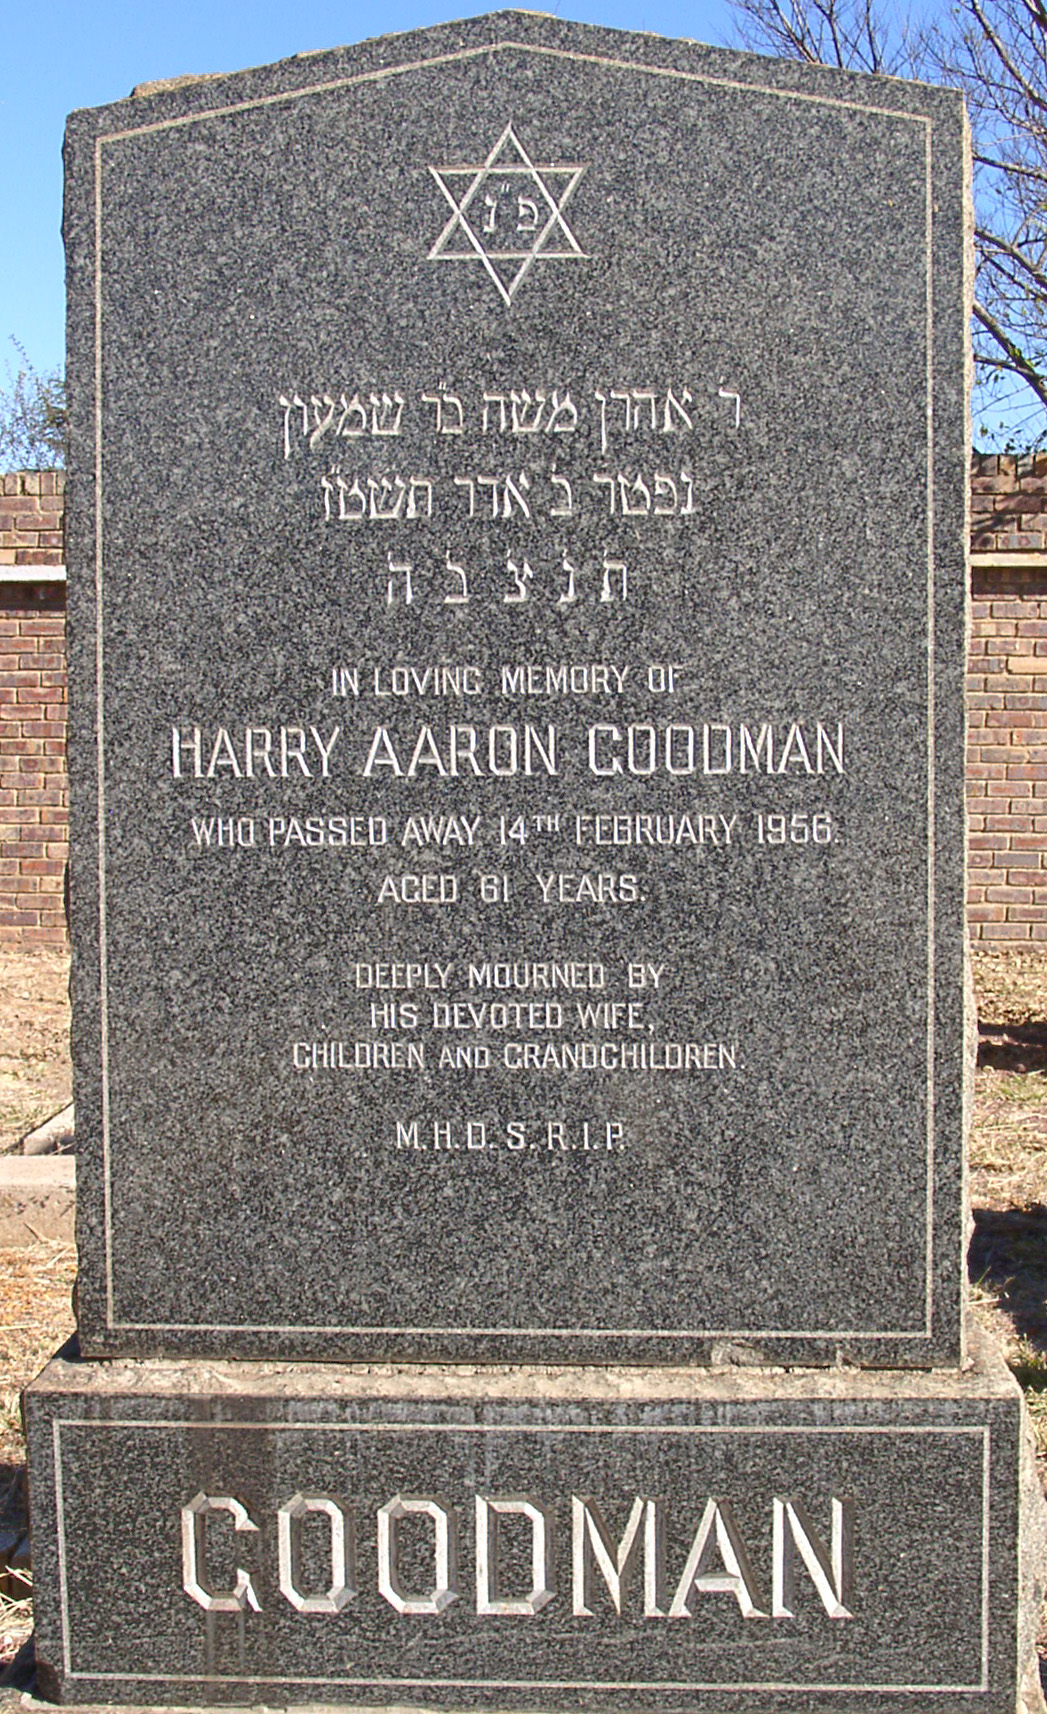 פ"נ
ר' אהרן משה בר' שמעון
נפטר ב' אדר תשט"ז
ת' נ' צ' ב' ה'
IN LOVING MEMORY OF
HARRY AARON GOODMAN
WHO PASSED AWAY 14TH FEBRUARY 1956.
AGED 61 YEARS.
DEEPLY MOURNED BY
HIS DEVOTED WIFE,
CHILDREN AND GRANDCHILDREN.
M.H.D.S.R.I.P.
GOODMAN